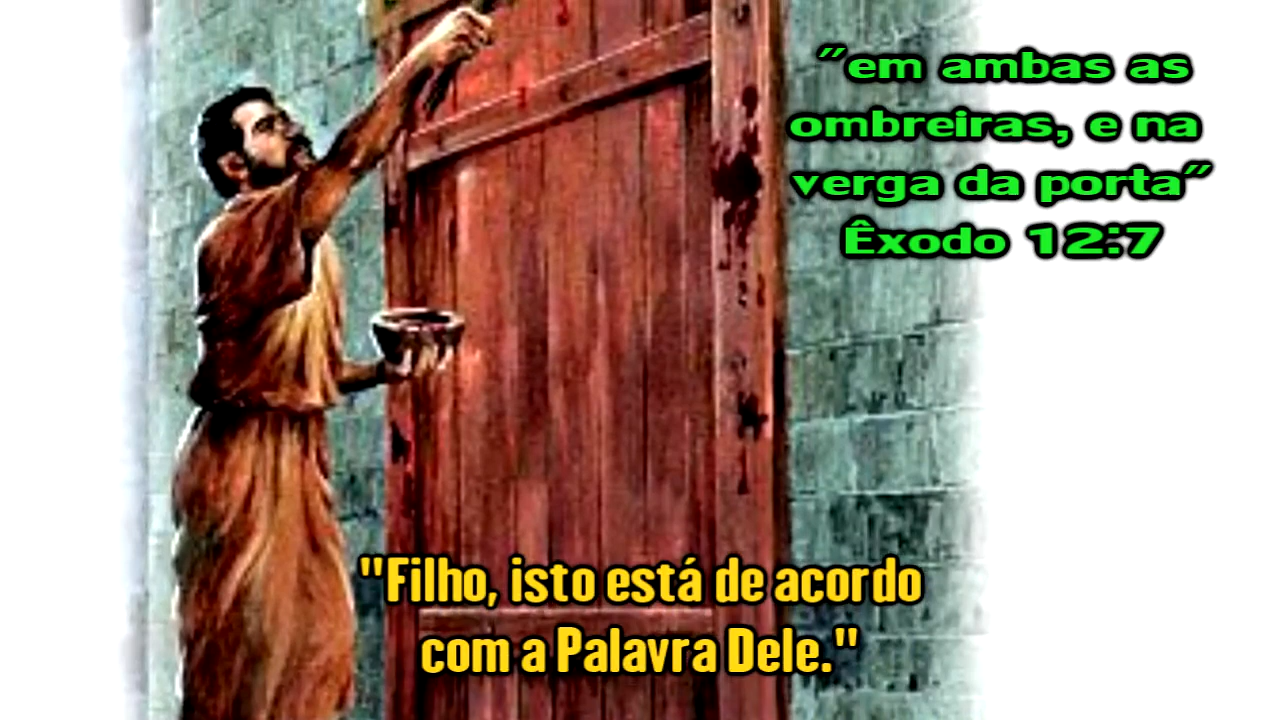 "em ambas as
ombreiras, e na
verga da porta"
Êxodo 12:7
"Filho, isto está de acordo
com a Palavra Dele."